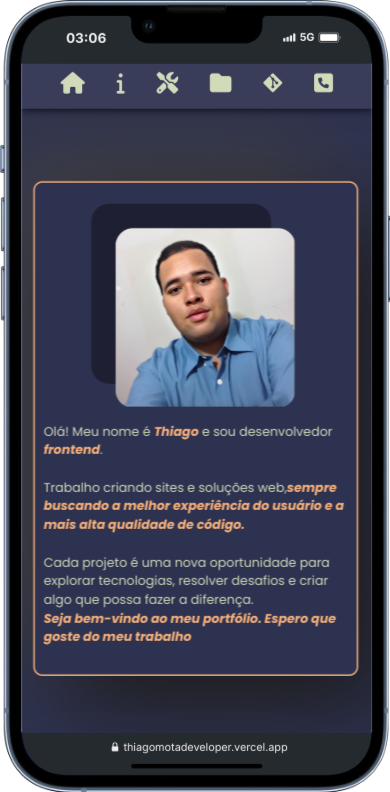 03:06
5G
Olá! Meu nome é Thiago e sou desenvolvedor
frontend.
Trabalho criando sites e soluções web,sempre
buscando a melhor experiência do usuário e a
mais alta qualidade de código.
Cada projeto é uma nova oportunidade para
explorar tecnologias, resolver desafios e criar
algo que possa fazer a diferença.
Seja bem-vindo ao meu portfólio. Espero que
goste do meu trabalho
thiagomotadeveloper.vercel.app